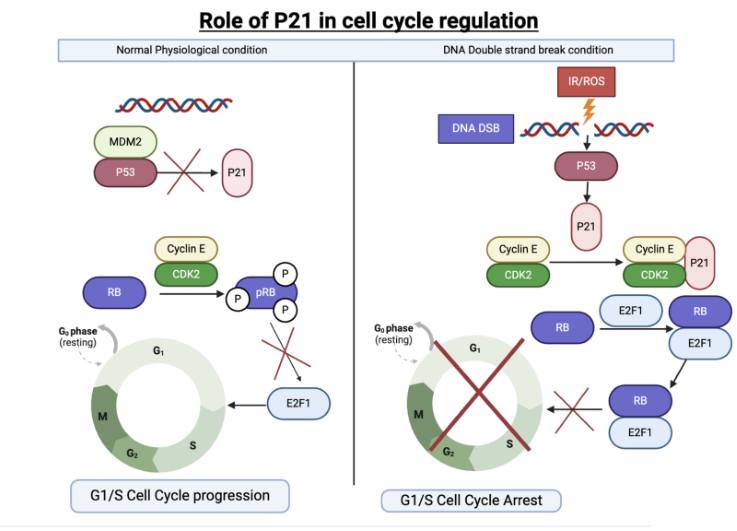 Role of P21 in cell cycle regulation
Normal Physiological condition
MDM2
P53
P21
Cyclin E
CDK2
RB
pRB
P
P
P
G₀ phase
(resting)
G₁
M
G₂
S
E2F1
G1/S Cell Cycle progression
DNA Double strand break condition
IR/ROS
DNA DSB
P53
P21
Cyclin E
CDK2
Cyclin E
CDK2
P21
RB
E2F1
RB
E2F1
RB
E2F1
G₀ phase
(resting)
G₁
M
G₂
S
G1/S Cell Cycle Arrest